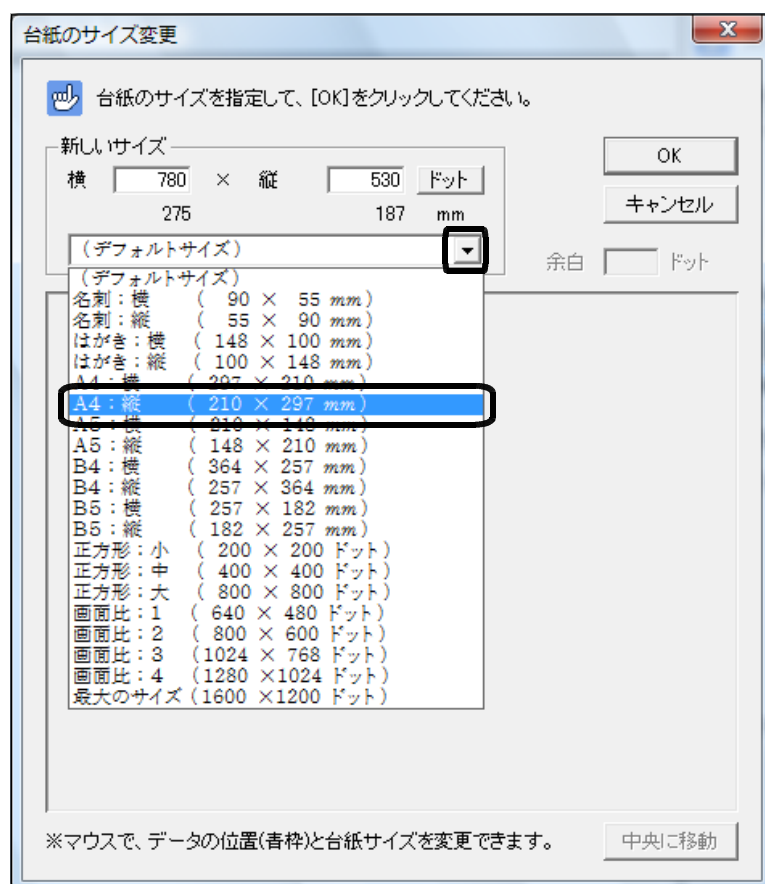 台紙のサイズ変更
台紙のサイズを指定して、[OK]をクリックしてください。
新しいサイズ
横 780 × 縦 530 ドット
275 187 mm
OK
キャンセル
(デフォルトサイズ)
余白 ドット
(デフォルトサイズ)
名刺：横 ( 90 × 55 mm)
名刺：縦 ( 55 × 90 mm)
はがき：横 ( 148 × 100 mm)
はがき：縦 ( 100 × 148 mm)
A4：横 ( 297 × 210 mm)
A4：縦 ( 210 × 297 mm)
A5：横 ( 210 × 148 mm)
A5：縦 ( 148 × 210 mm)
B4：横 ( 364 × 257 mm)
B4：縦 ( 257 × 364 mm)
B5：横 ( 257 × 182 mm)
B5：縦 ( 182 × 257 mm)
正方形：小 ( 200 × 200 ドット)
正方形：中 ( 400 × 400 ドット)
正方形：大 ( 800 × 800 ドット)
画面比：1 ( 640 × 480 ドット)
画面比：2 ( 800 × 600 ドット)
画面比：3 (1024 × 768 ドット)
画面比：4 (1280 ×1024 ドット)
最大のサイズ(1600 ×1200 ドット)
※マウスで、データの位置(青枠)と台紙サイズを変更できます。
中央に移動